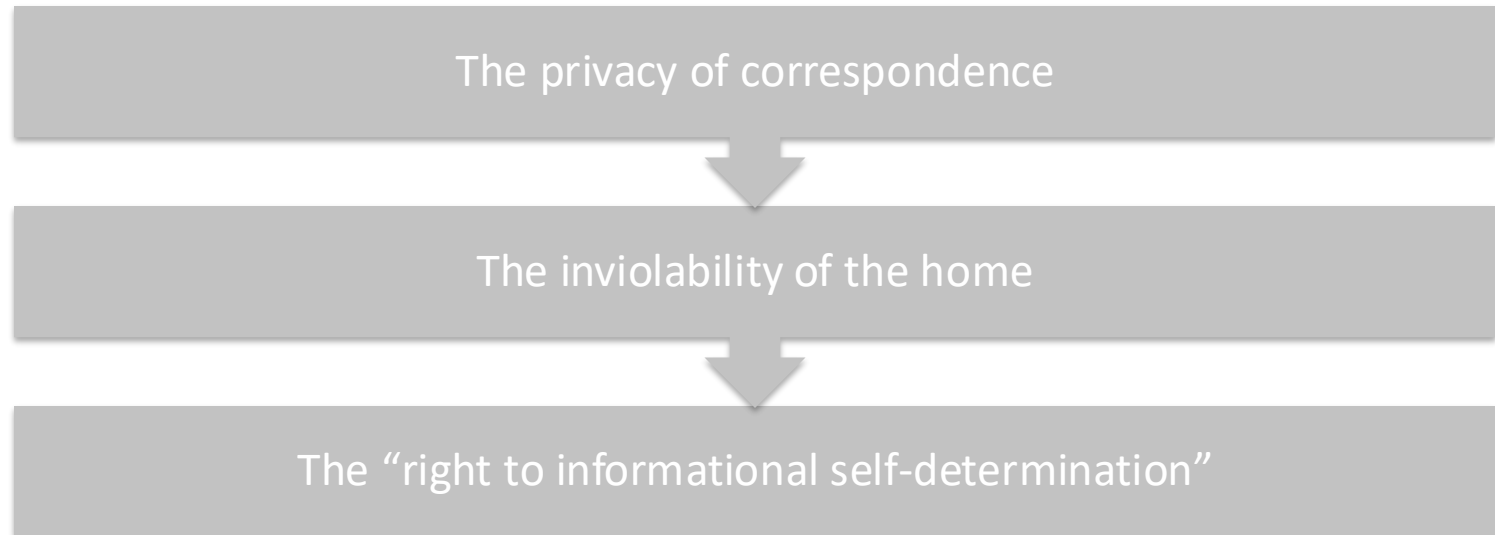 The privacy of correspondence
The inviolability of the home
The “right to informational self-determination”